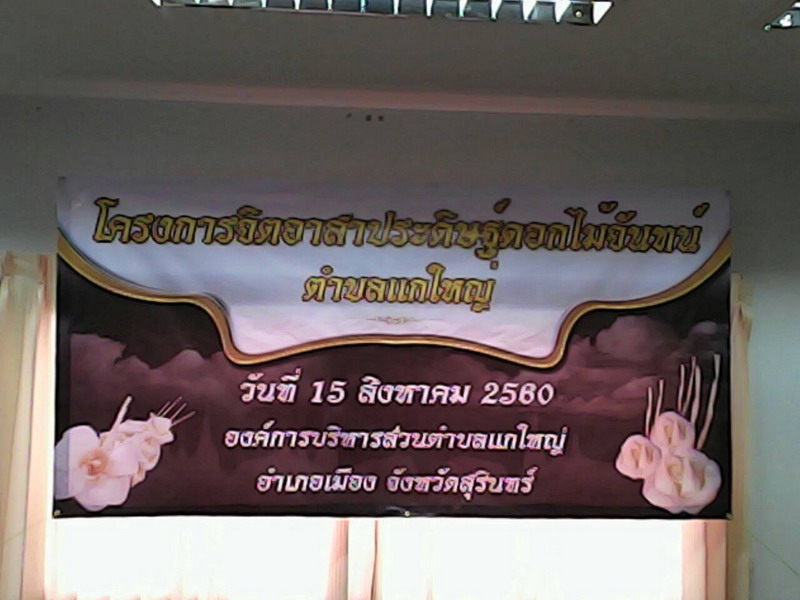 โครงการจิตอาสาประดิษฐ์ดอกไม้จันทน์
ตำบลแกใหญ่
วันที่ 15 สิงหาคม 2560
องค์การบริหารส่วนตำบลแกใหญ่
อำเภอเมือง จังหวัดสุรินทร์